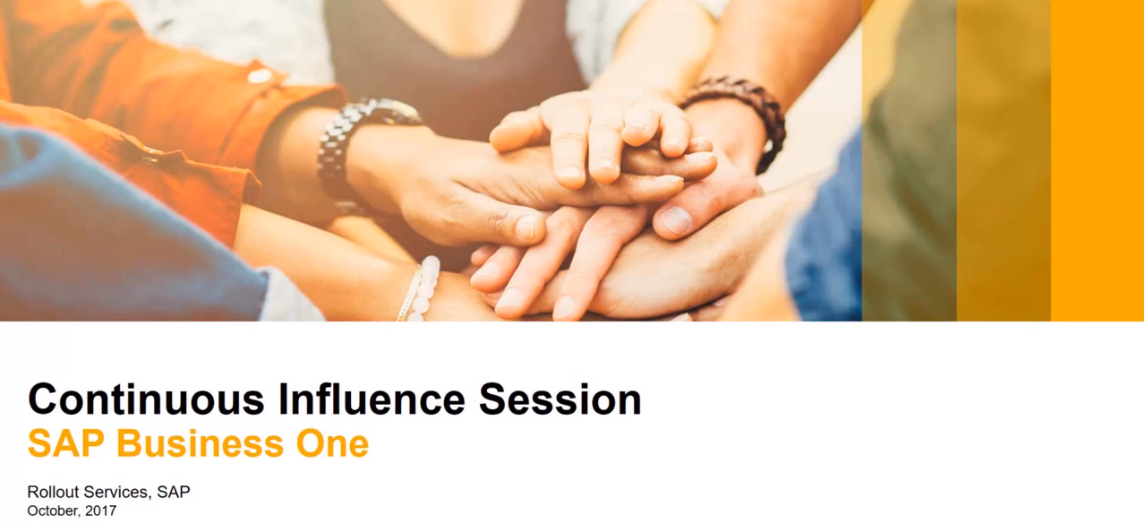 Continuous Influence Session
SAP Business One
Rollout Services, SAP
October, 2017